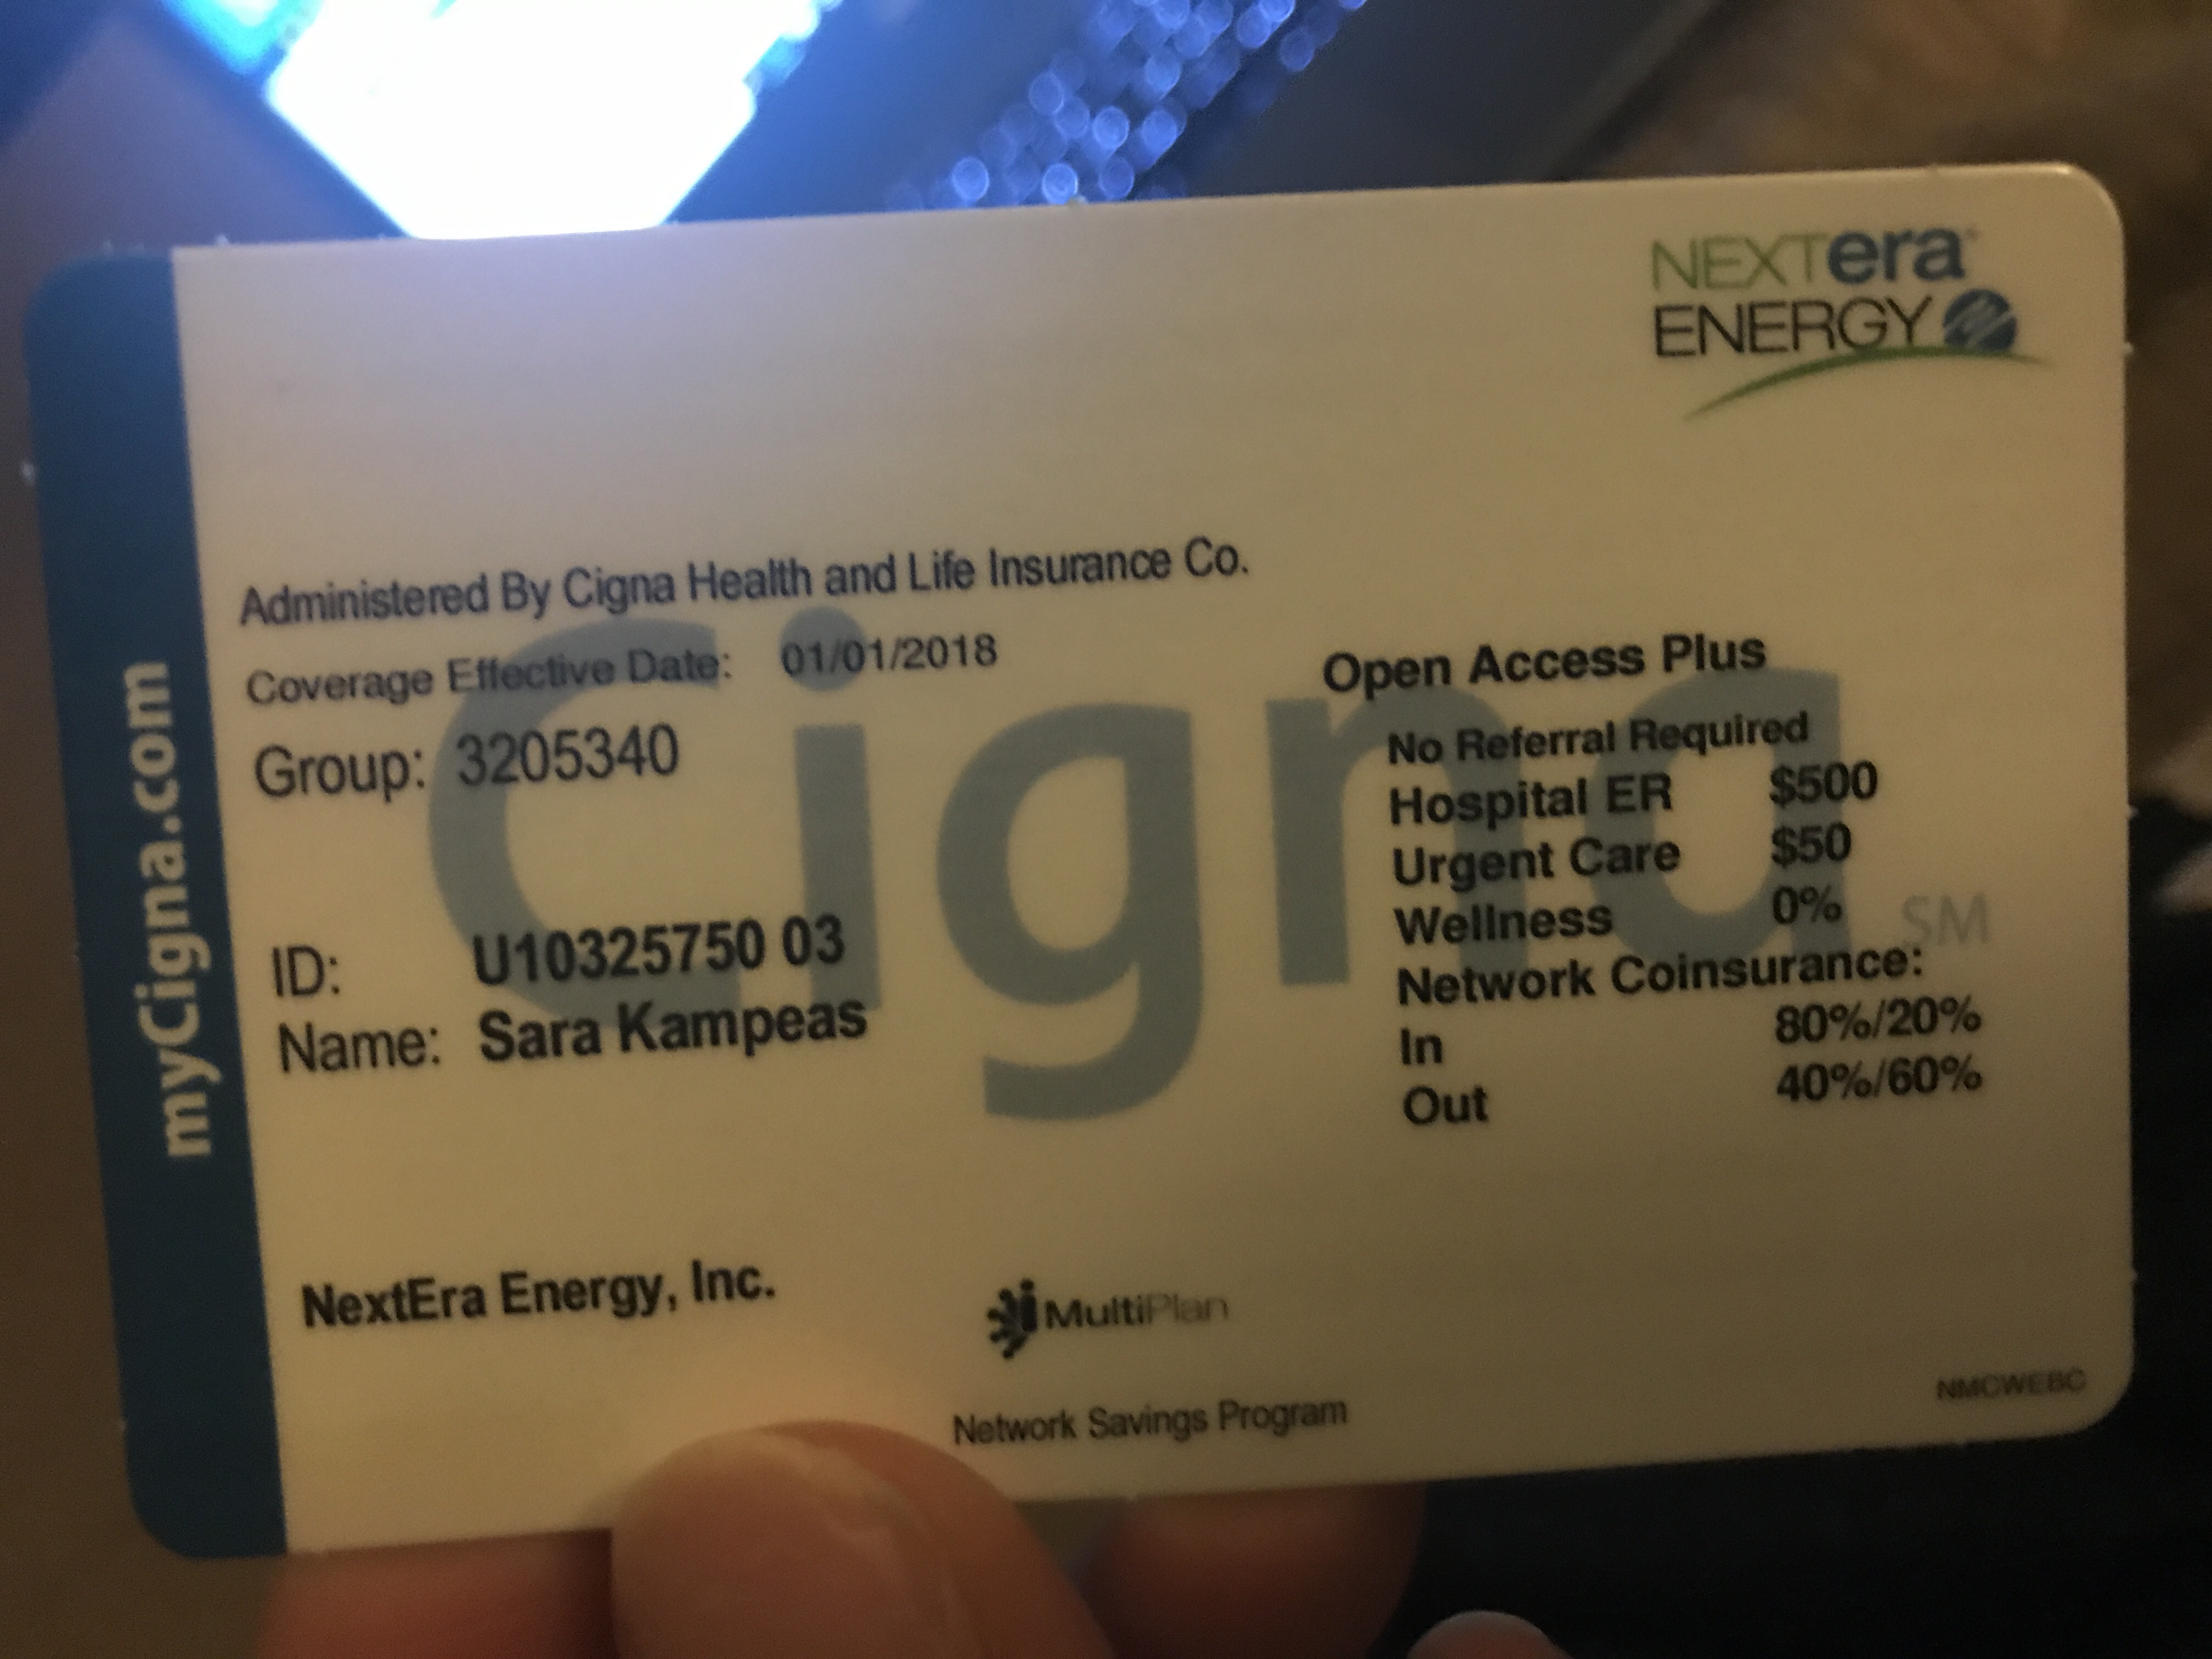 NEXTera
ENERGY
Administered By Cigna Health and Life Insurance Co.
Coverage Effective Date: 01/01/2018
Group: 3205340
ID: U10325750 03
Name: Sara Kampeas
NextEra Energy, Inc.
Open Access Plus
No Referral Required
Hospital ER $500
Urgent Care $50
Wellness 0%
Network Coinsurance:
In 80%/20%
Out 40%/60%
Cigna SM
MultiPlan
Network Savings Program
NMCWEBC
myCigna.com